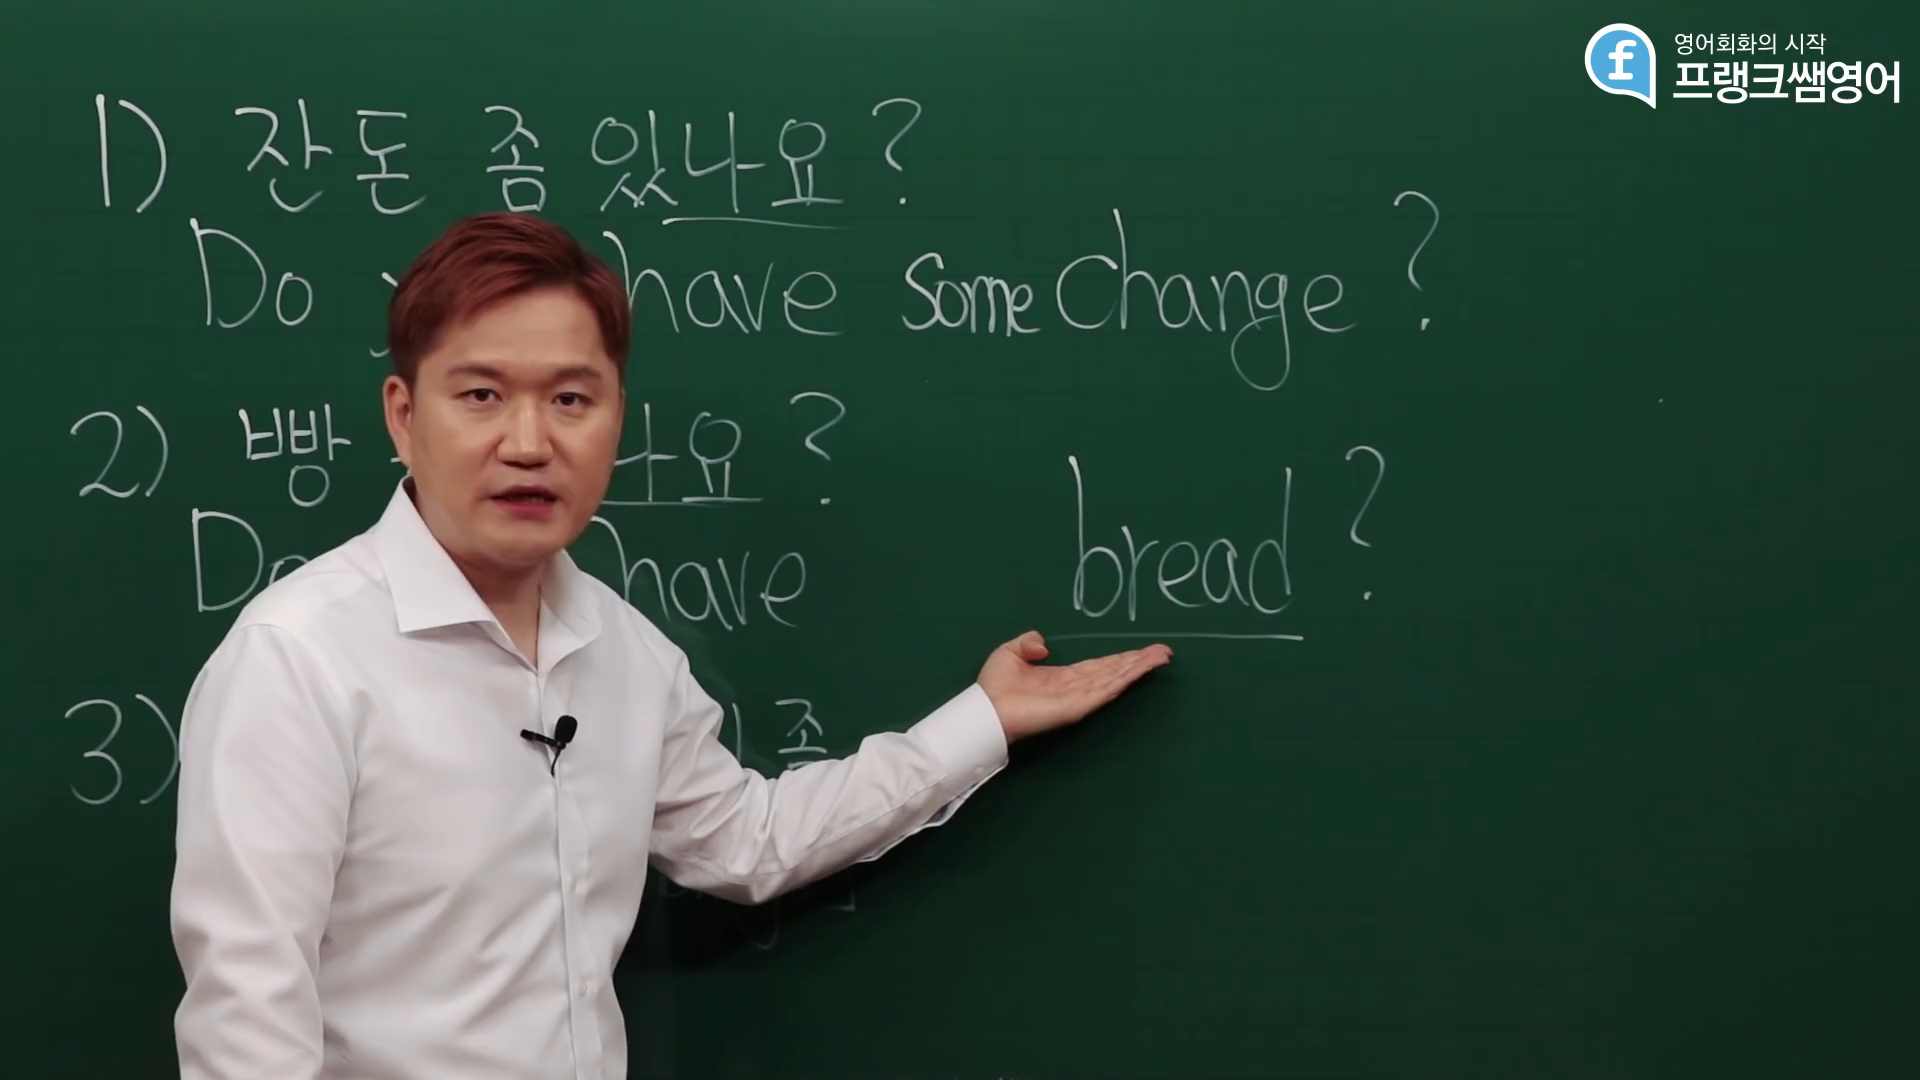 영어회화의 시작
프랭크쌤영어
1) 잔돈 좀 있나요?
Do have some change?
2) 빵 나요?
Do have bread?
3) 좀